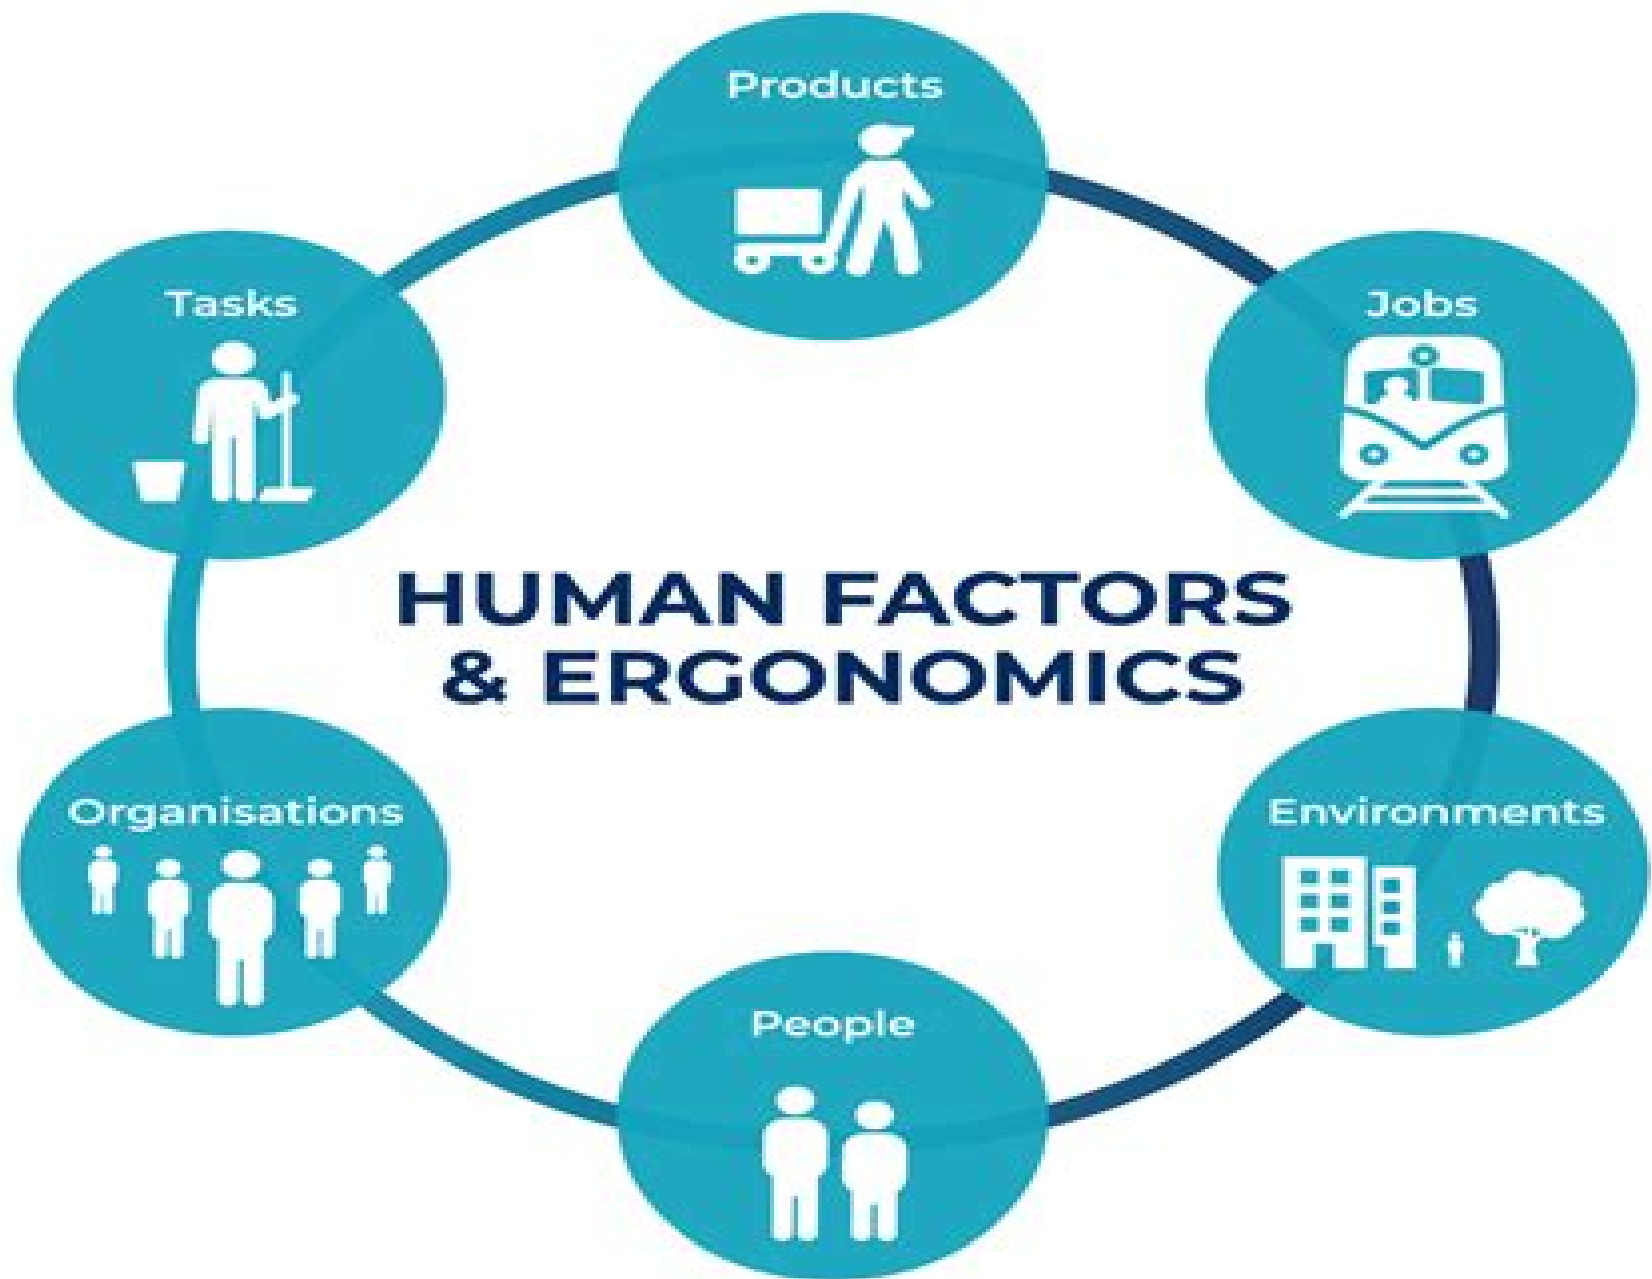 Products
Tasks
Jobs
HUMAN FACTORS
& ERGONOMICS
Organisations
Environments
People